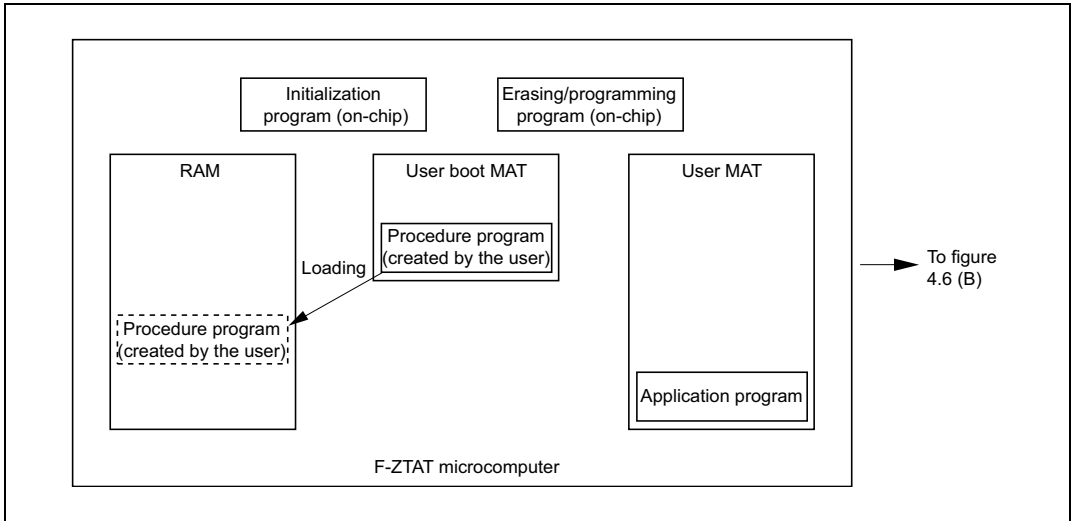 Initialization
program (on-chip)
Erasing/programming
program (on-chip)
RAM
User boot MAT
User MAT
Procedure program
(created by the user)
Loading
To figure
4.6 (B)
Procedure program
(created by the user)
Application program
F-ZTAT microcomputer